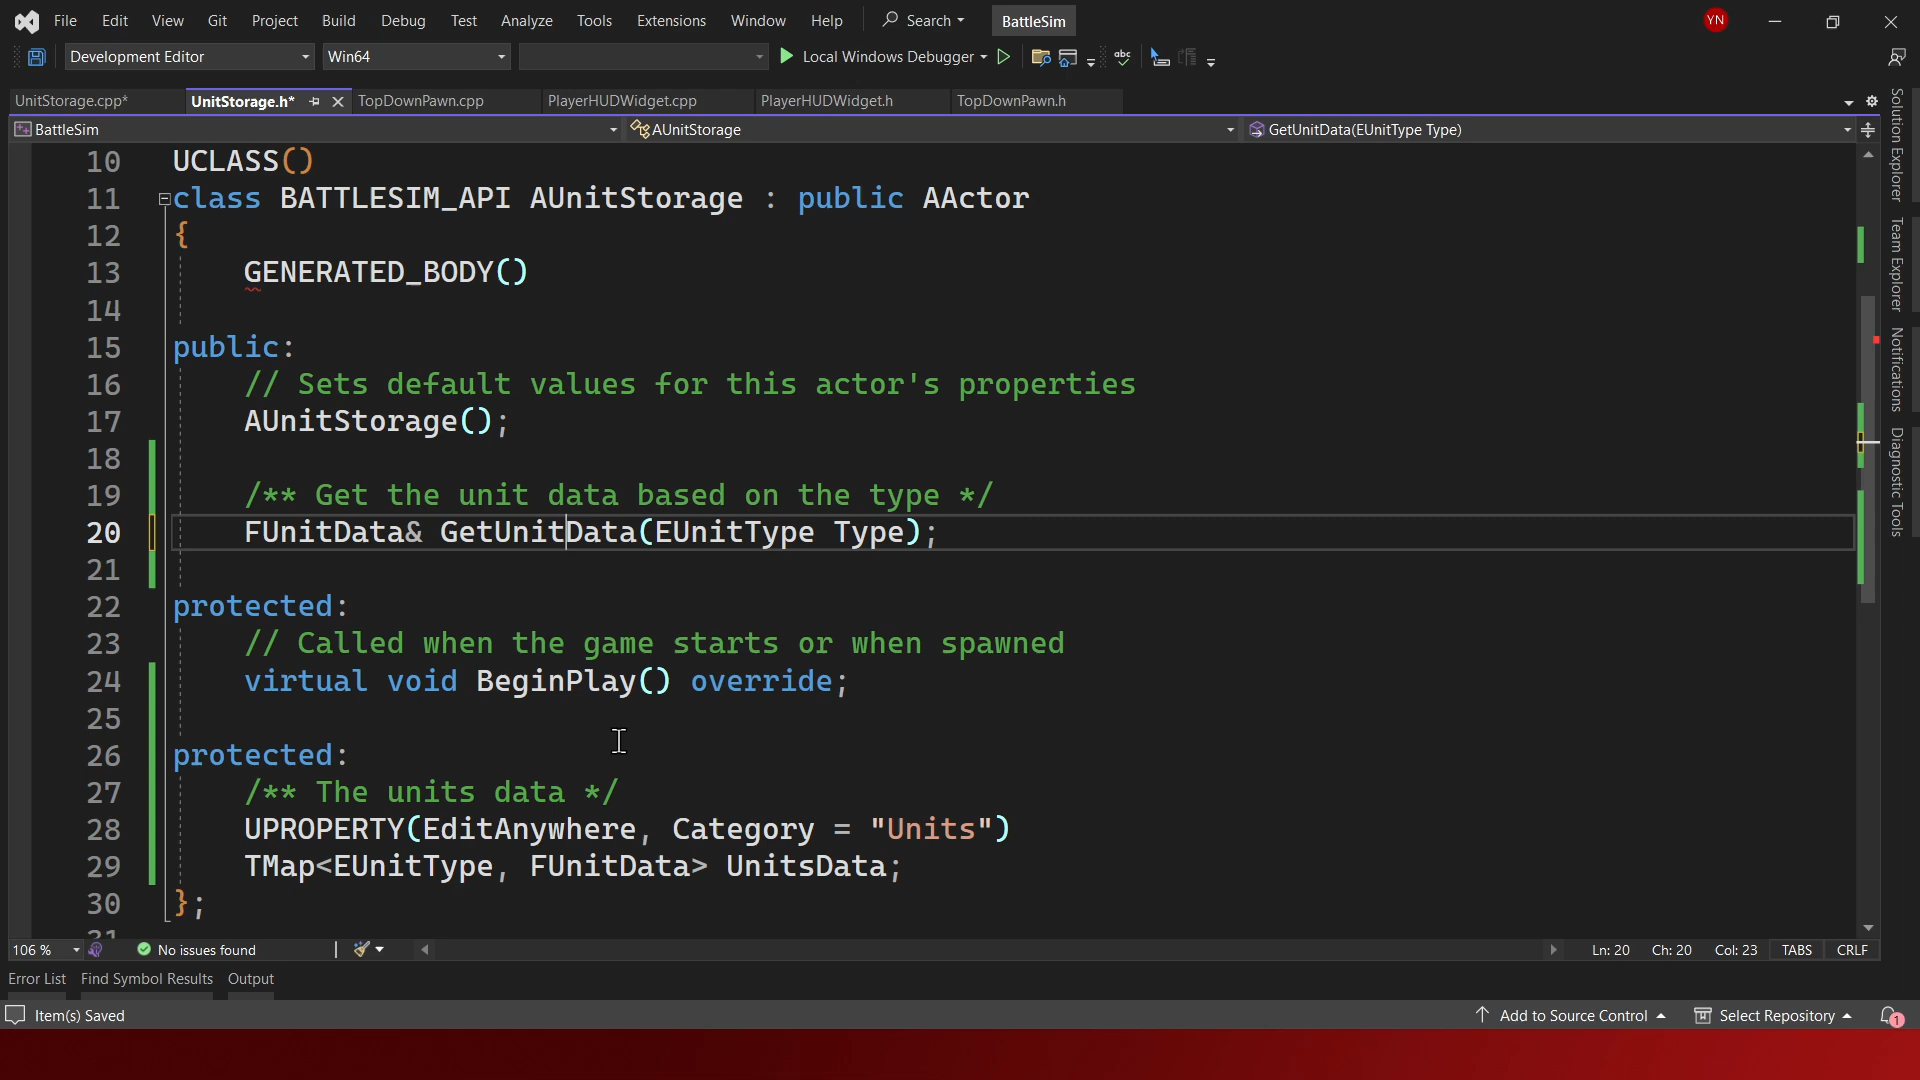 File Edit View Git Project Build Debug Test Analyze Tools Extensions Window Help Search BattleSim YN
Development Editor Win64 Local Windows Debugger abc
UnitStorage.cpp* UnitStorage.h* TopDownPawn.cpp PlayerHUDWidget.cpp PlayerHUDWidget.h TopDownPawn.h
BattleSim AUnitStorage GetUnitData(EUnitType Type)
10 UCLASS()
11 class BATTLESIM_API AUnitStorage : public AActor
12 {
13 GENERATED_BODY()
14
15 public:
16 // Sets default values for this actor's properties
17 AUnitStorage();
18
19 /** Get the unit data based on the type */
20 FUnitData& GetUnitData(EUnitType Type);
21
22 protected:
23 // Called when the game starts or when spawned
24 virtual void BeginPlay() override;
25
26 protected:
27 /** The units data */
28 UPROPERTY(EditAnywhere, Category = "Units")
29 TMap<EUnitType, FUnitData> UnitsData;
30 };
31
Solution Explorer
Team Explorer
Notifications
Diagnostic Tools
106 % No issues found Ln: 20 Ch: 20 Col: 23 TABS CRLF
Error List Find Symbol Results Output
Item(s) Saved Add to Source Control Select Repository 1